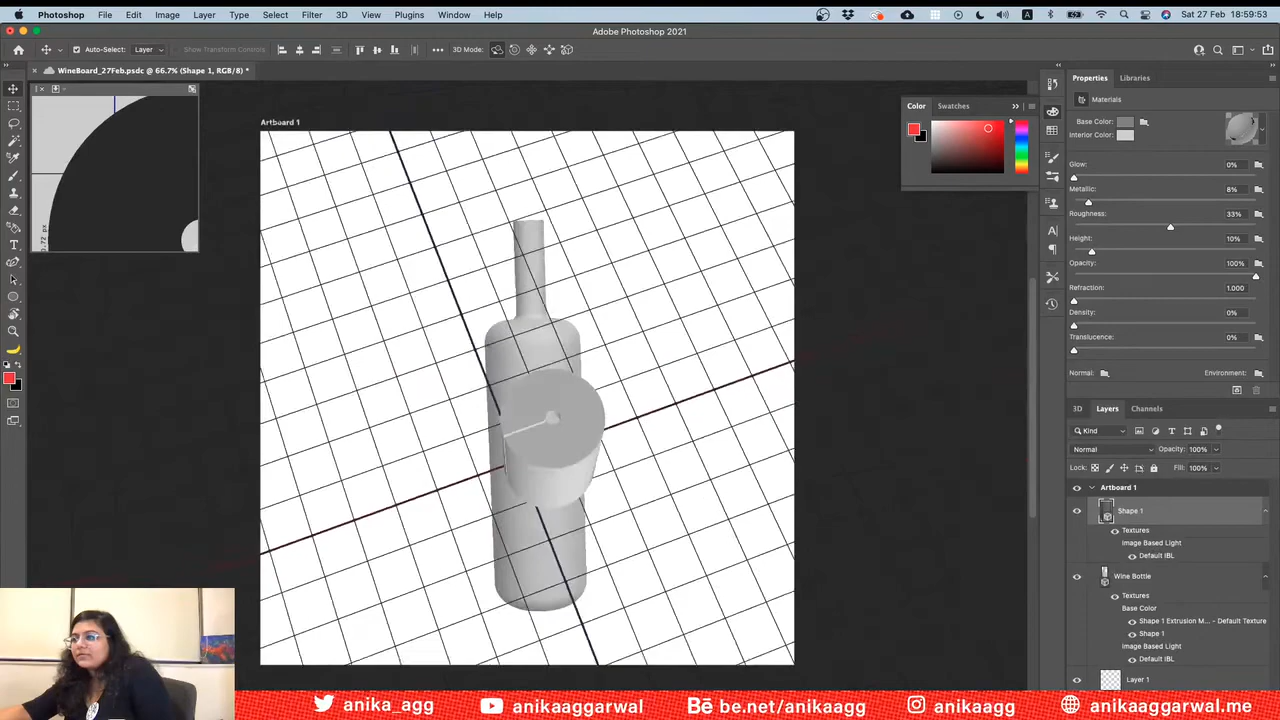 Photoshop File Edit Image Layer Type Select Filter 3D View Plugins Window Help A Sat 27 Feb 18:59:53
Adobe Photoshop 2021
Auto-Select: Layer Show Transform Controls 3D Mode:
WineBoard_27Feb.psdc @ 66.7% (Shape 1, RGB/8) *
Artboard 1
Color Swatches
Properties Libraries
Materials
Base Color:
Interior Color:
Glow: 0%
Metallic: 8%
Roughness: 33%
Height: 10%
Opacity: 100%
Refraction: 1.000
Density: 0%
Translucence: 0%
Normal: Environment:
3D Layers Channels
Kind
Normal Opacity: 100%
Lock: Fill: 100%
Artboard 1
Shape 1
Textures
Image Based Light
Default IBL
Wine Bottle
Textures
Base Color
Shape 1 Extrusion M... - Default Texture
Shape 1
Image Based Light
Default IBL
Layer 1
anika_agg anikaaggarwal be.net/anikaagg anikaagg anikaaggarwal.me